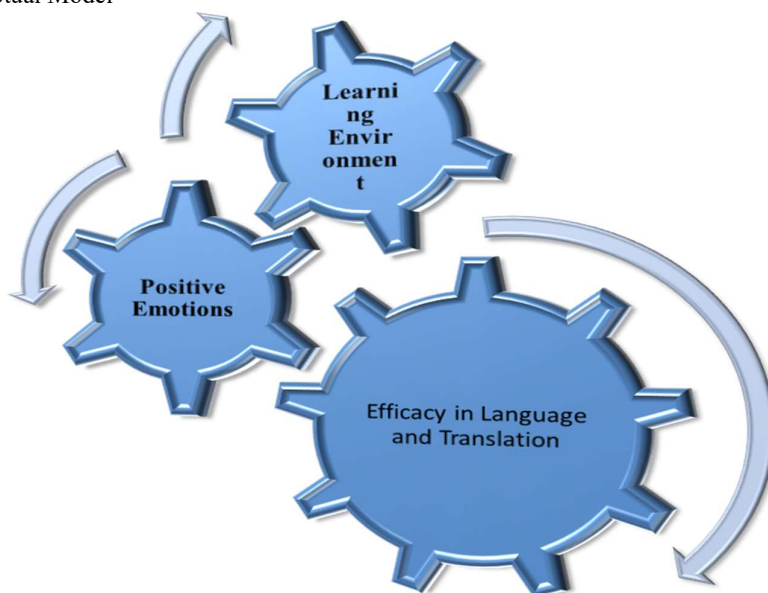 Learni
ng
Envir
onmen
t
Positive
Emotions
Efficacy in Language
and Translation